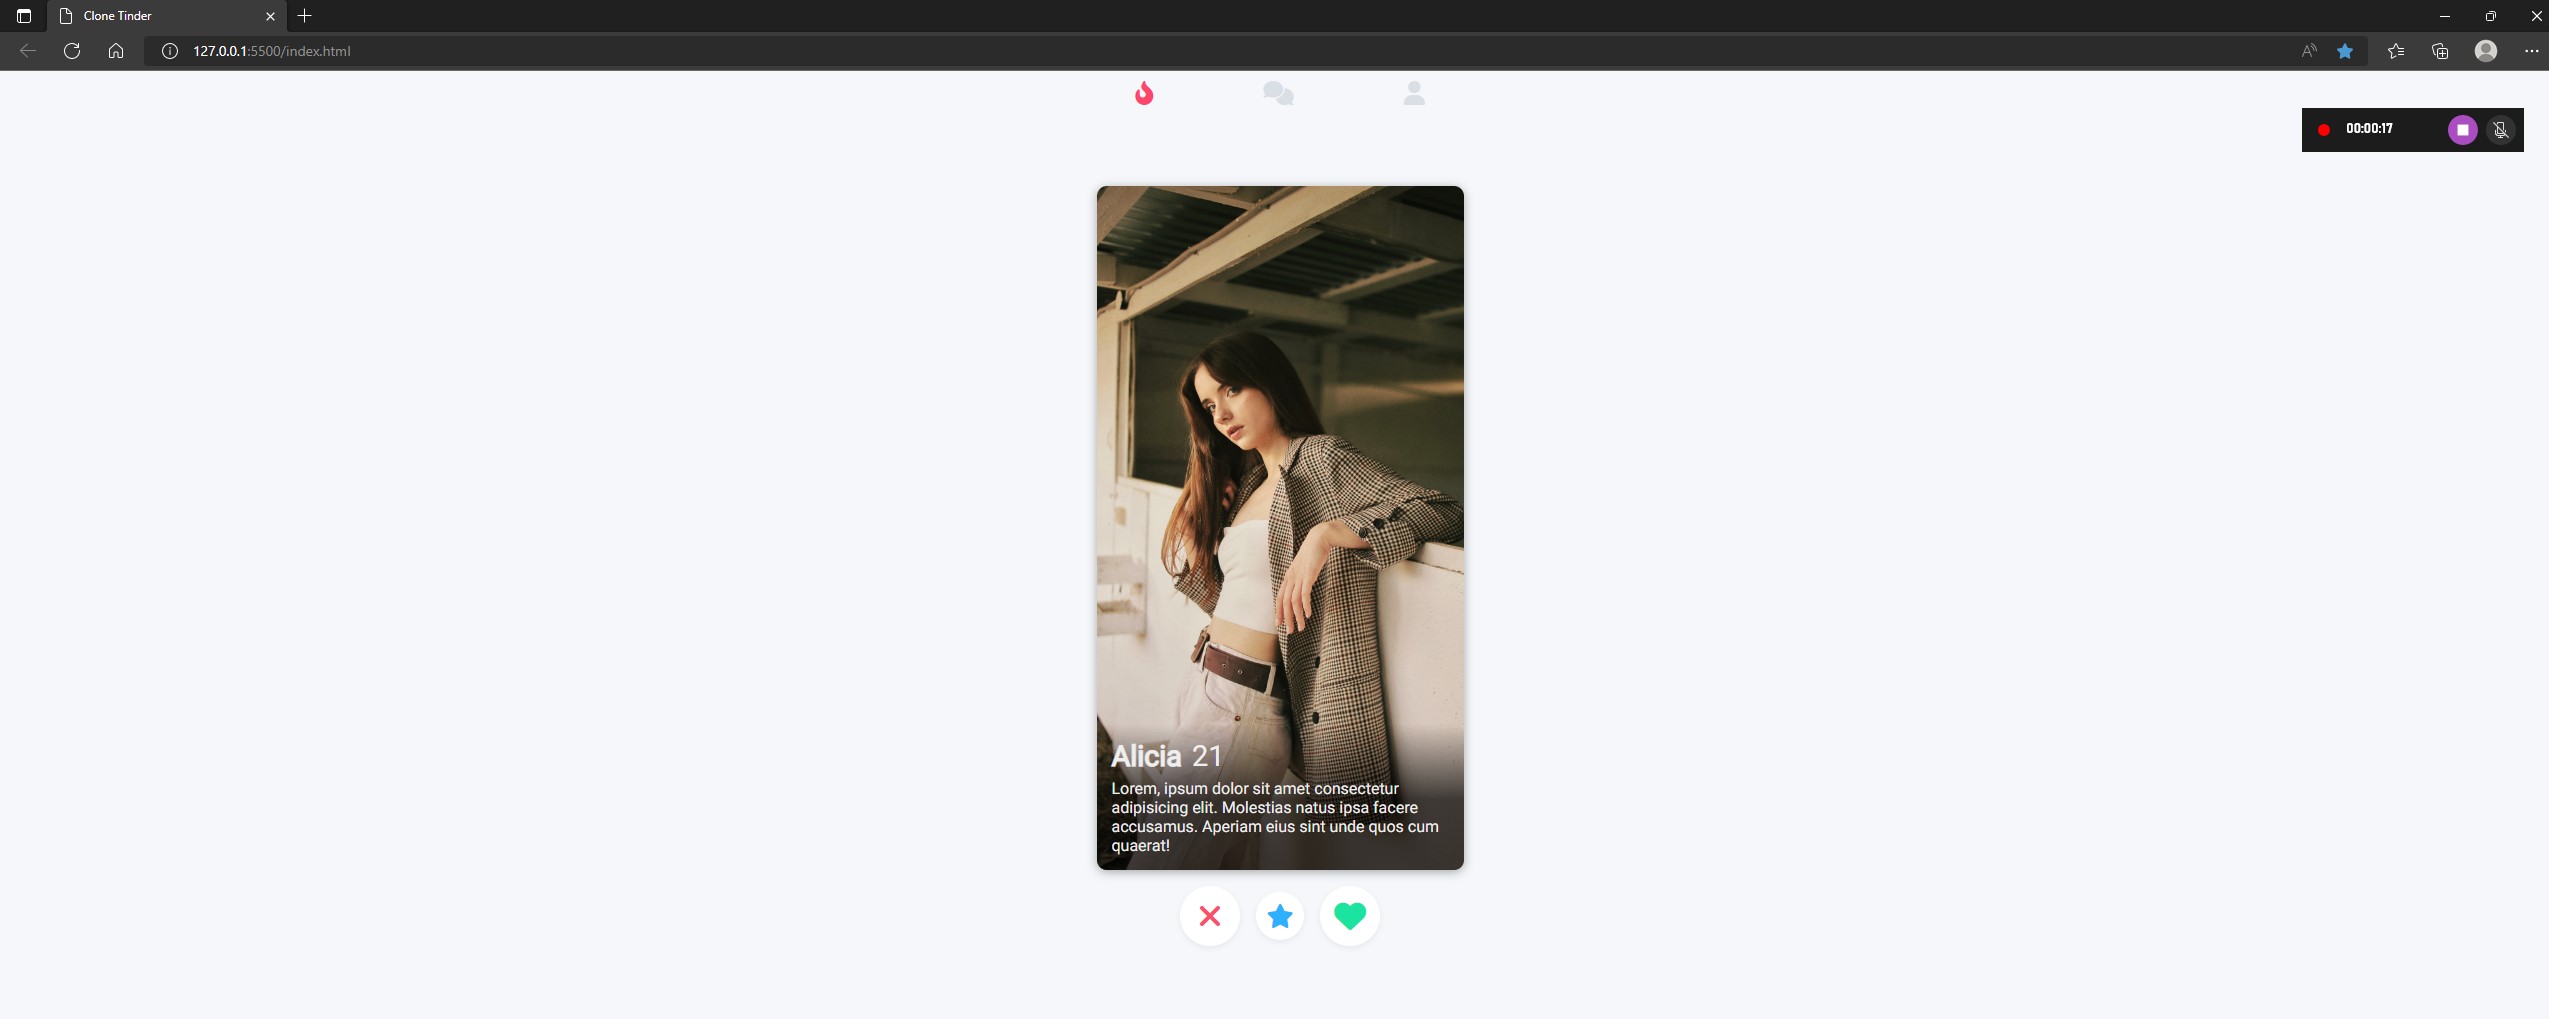 Clone Tinder
127.0.0.1:5500/index.html
00:00:17
Alicia 21
Lorem, ipsum dolor sit amet consectetur
adipisicing elit. Molestias natus ipsa facere
accusamus. Aperiam eius sint unde quos cum
quaerat!